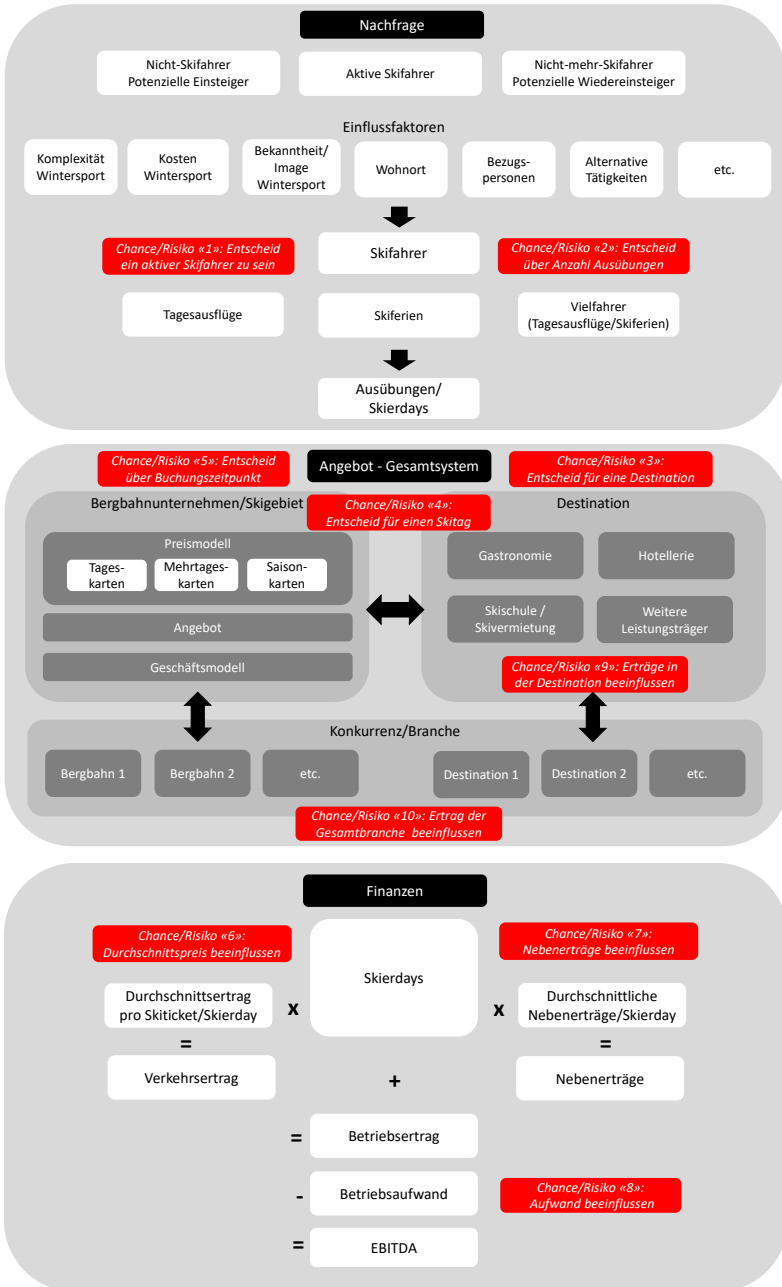 Nachfrage
Nicht-Skifahrer
Potenzielle Einsteiger
Aktive Skifahrer
Nicht-mehr-Skifahrer
Potenzielle Wiedereinsteiger
Einflussfaktoren
Komplexität
Wintersport
Kosten
Wintersport
Bekanntheit/
Image
Wintersport
Wohnort
Bezugs-
personen
Alternative
Tätigkeiten
etc.
Chance/Risiko «1»: Entscheid
ein aktiver Skifahrer zu sein
Skifahrer
Chance/Risiko «2»: Entscheid
über Anzahl Ausübungen
Tagesausflüge
Skiferien
Vielfahrer
(Tagesausflüge/Skiferien)
Ausübungen/
Skierdays
Chance/Risiko «5»: Entscheid
über Buchungszeitpunkt
Angebot - Gesamtsystem
Chance/Risiko «3»:
Entscheid für eine Destination
Bergbahnunternehmen/Skigebiet
Chance/Risiko «4»:
Entscheid für einen Skitag
Destination
Preismodell
Tages-
karten
Mehrtages-
karten
Saison-
karten
Angebot
Geschäftsmodell
Gastronomie
Hotellerie
Skischule /
Skivermietung
Weitere
Leistungsträger
Chance/Risiko «9»: Erträge in
der Destination beeinflussen
Konkurrenz/Branche
Bergbahn 1
Bergbahn 2
etc.
Destination 1
Destination 2
etc.
Chance/Risiko «10»: Ertrag der
Gesamtbranche beeinflussen
Finanzen
Chance/Risiko «6»:
Durchschnittspreis beeinflussen
Skierdays
Chance/Risiko «7»:
Nebenerträge beeinflussen
Durchschnittsertrag
pro Skiticket/Skierday
x
x
Durchschnittliche
Nebenerträge/Skierday
=
=
Verkehrsertrag
+
Nebenerträge
=
Betriebsertrag
-
Betriebsaufwand
Chance/Risiko «8»:
Aufwand beeinflussen
=
EBITDA